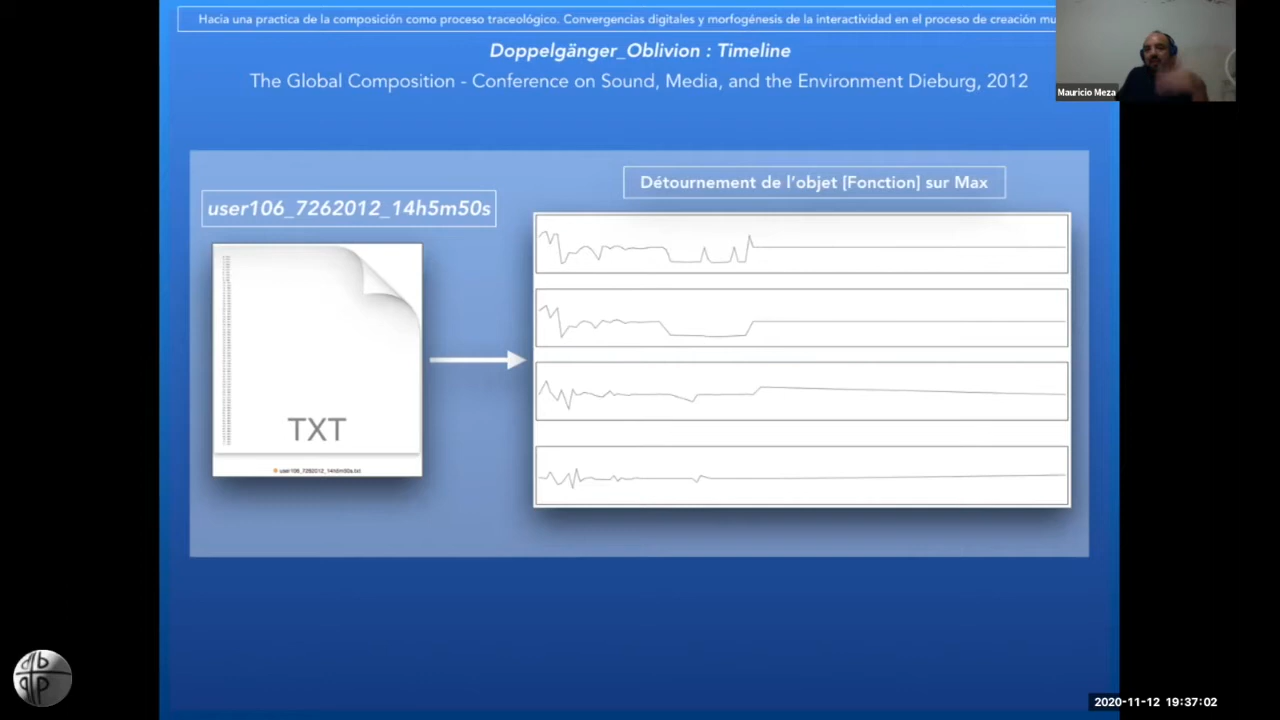 Hacia una practica de la composición como proceso traceológico. Convergencias digitales y morfogénesis de la interactividad en el proceso de creación mu
Doppelgänger_Oblivion : Timeline
The Global Composition - Conference on Sound, Media, and the Environment Dieburg, 2012
Mauricio Meza
Détournement de l'objet [Fonction] sur Max
user106_7262012_14h5m50s
TXT
user106_7262012_14h5m50s.txt
2020-11-12 19:37:02